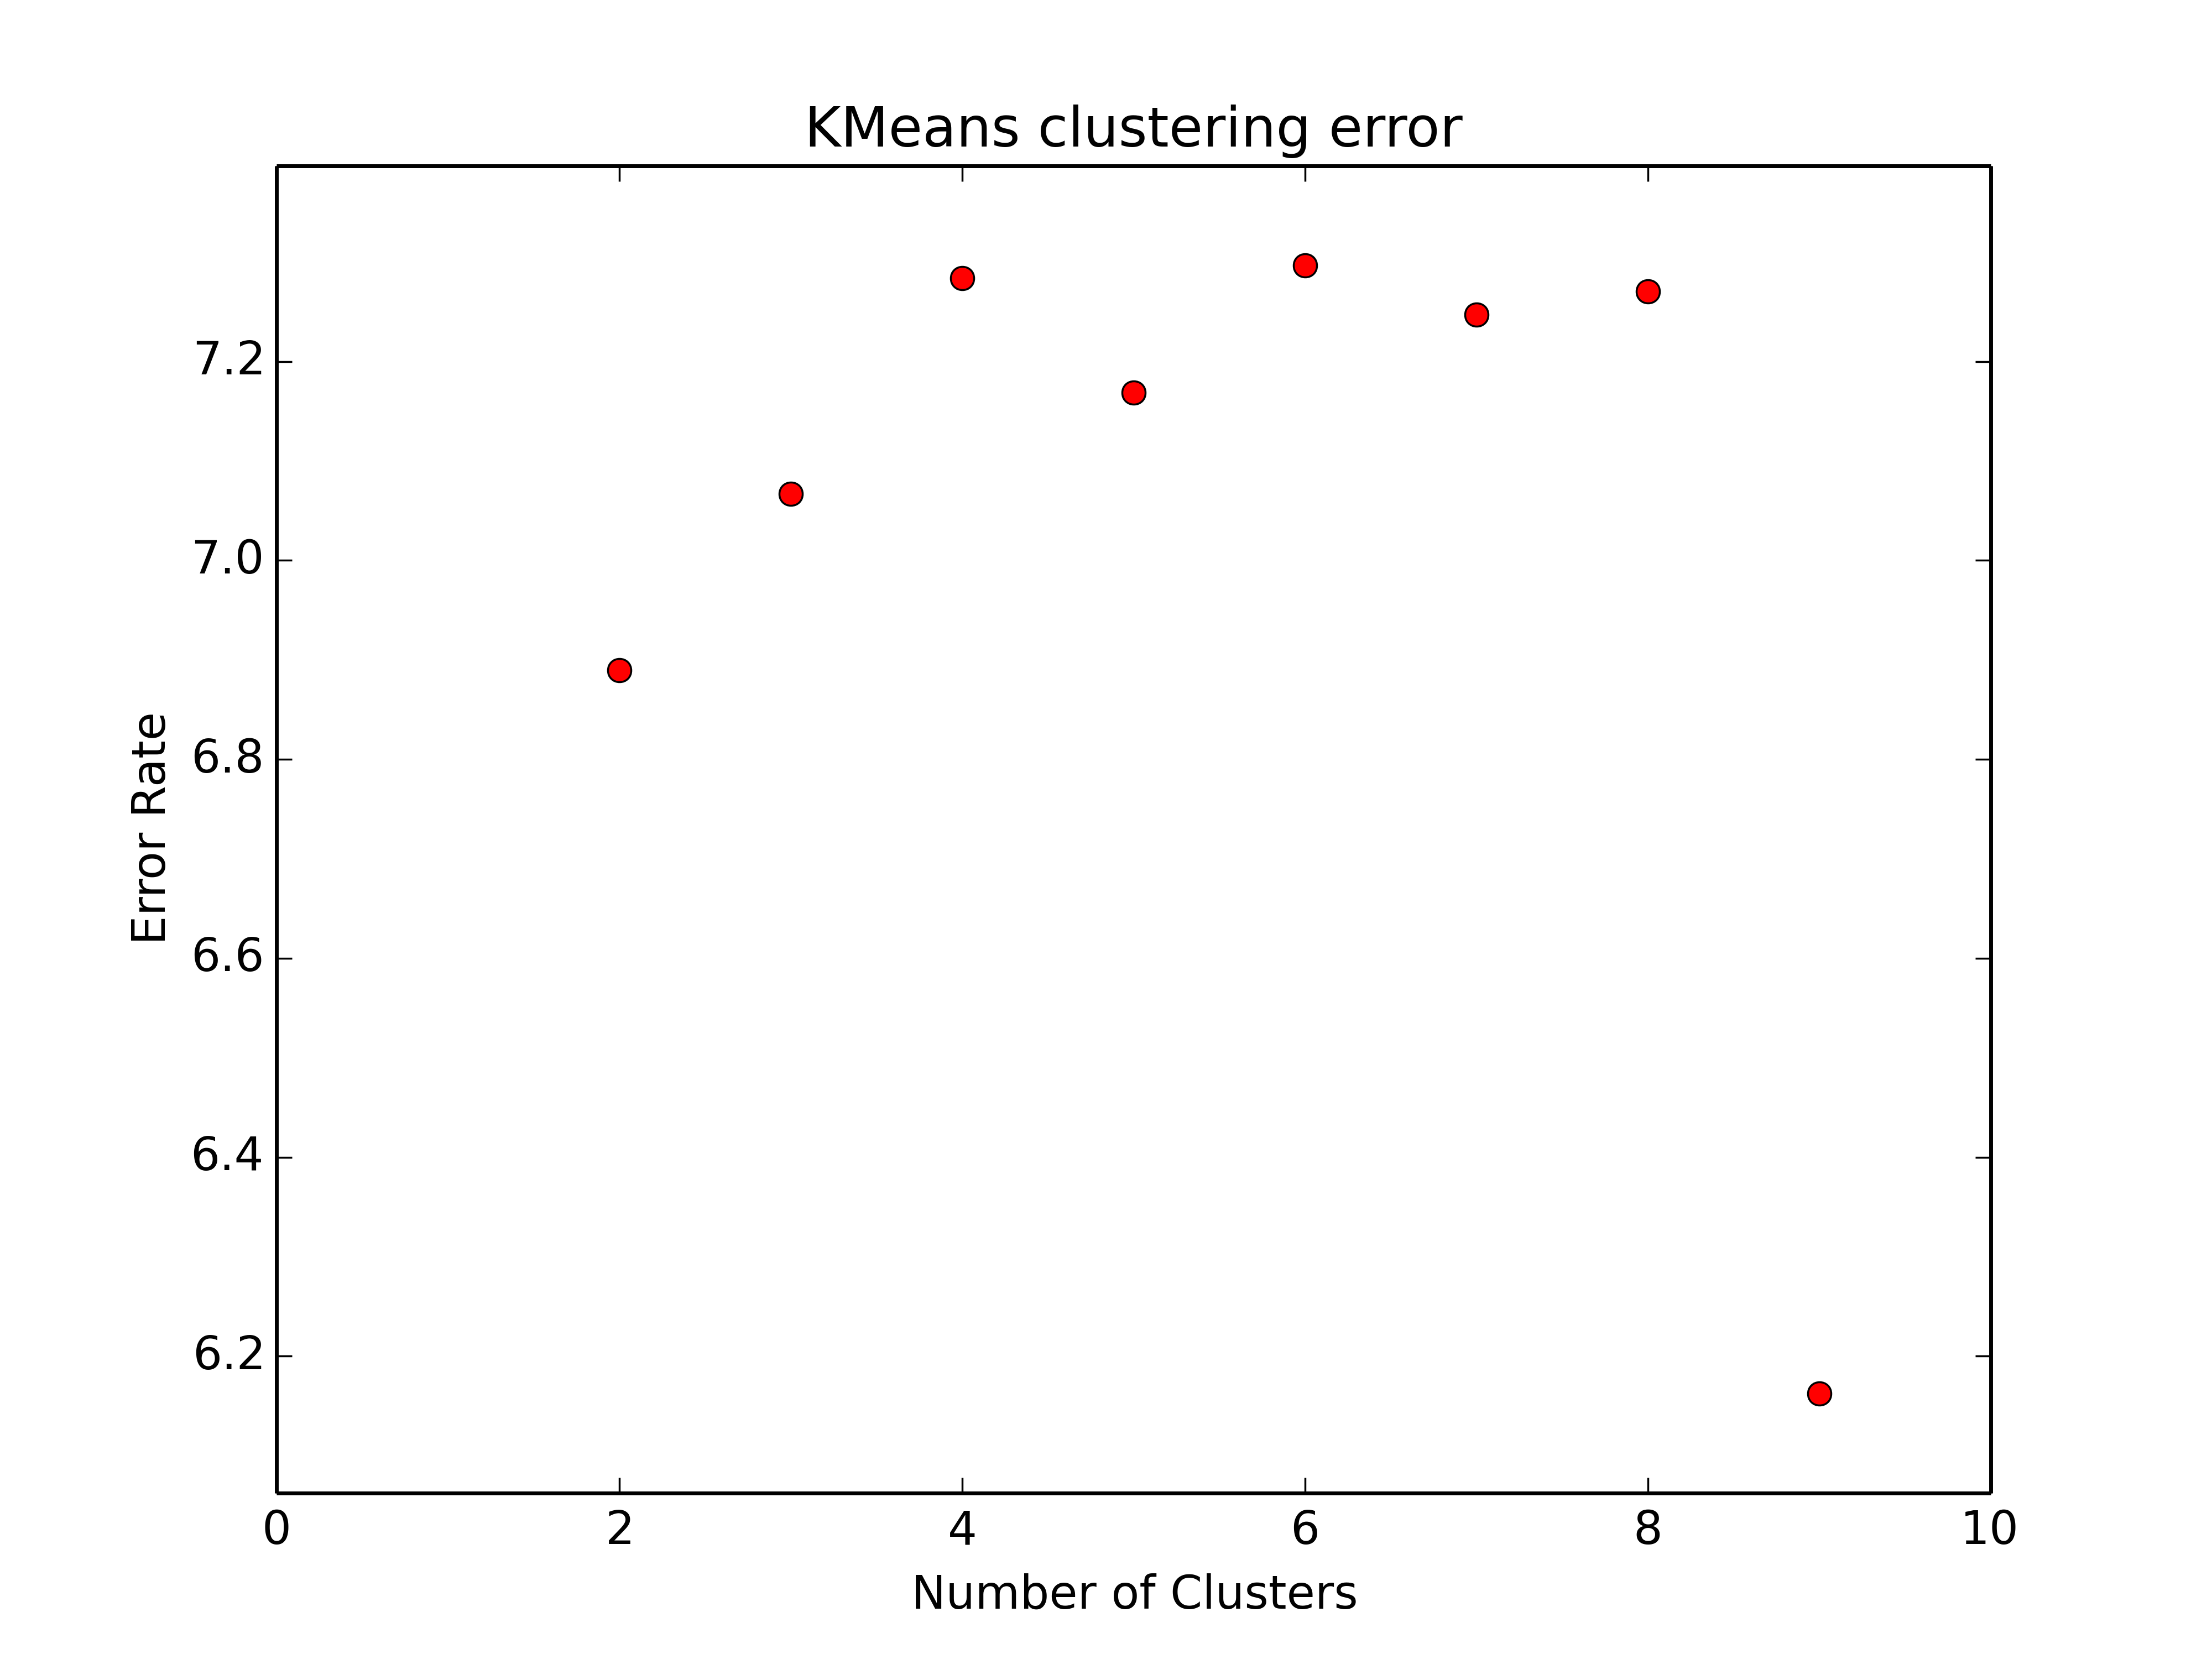 KMeans clustering error
7.2
7.0
6.8
6.6
6.4
6.2
Error Rate
0 2 4 6 8 10
Number of Clusters